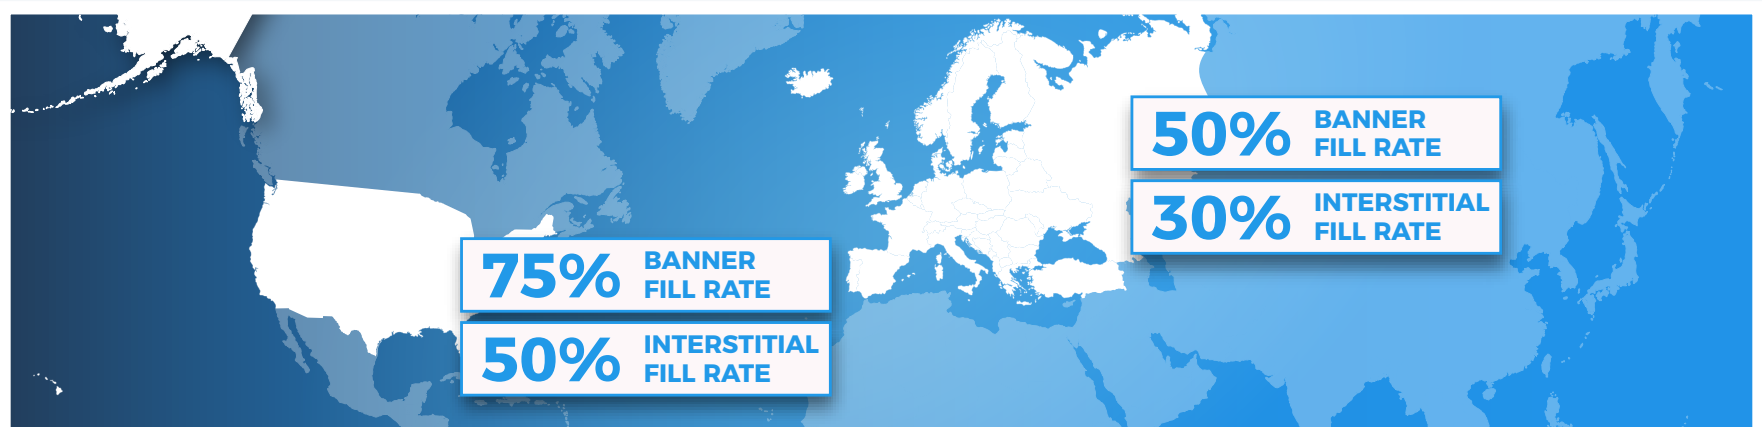 50%
BANNER
FILL RATE
30%
INTERSTITIAL
FILL RATE
75%
BANNER
FILL RATE
50%
INTERSTITIAL
FILL RATE